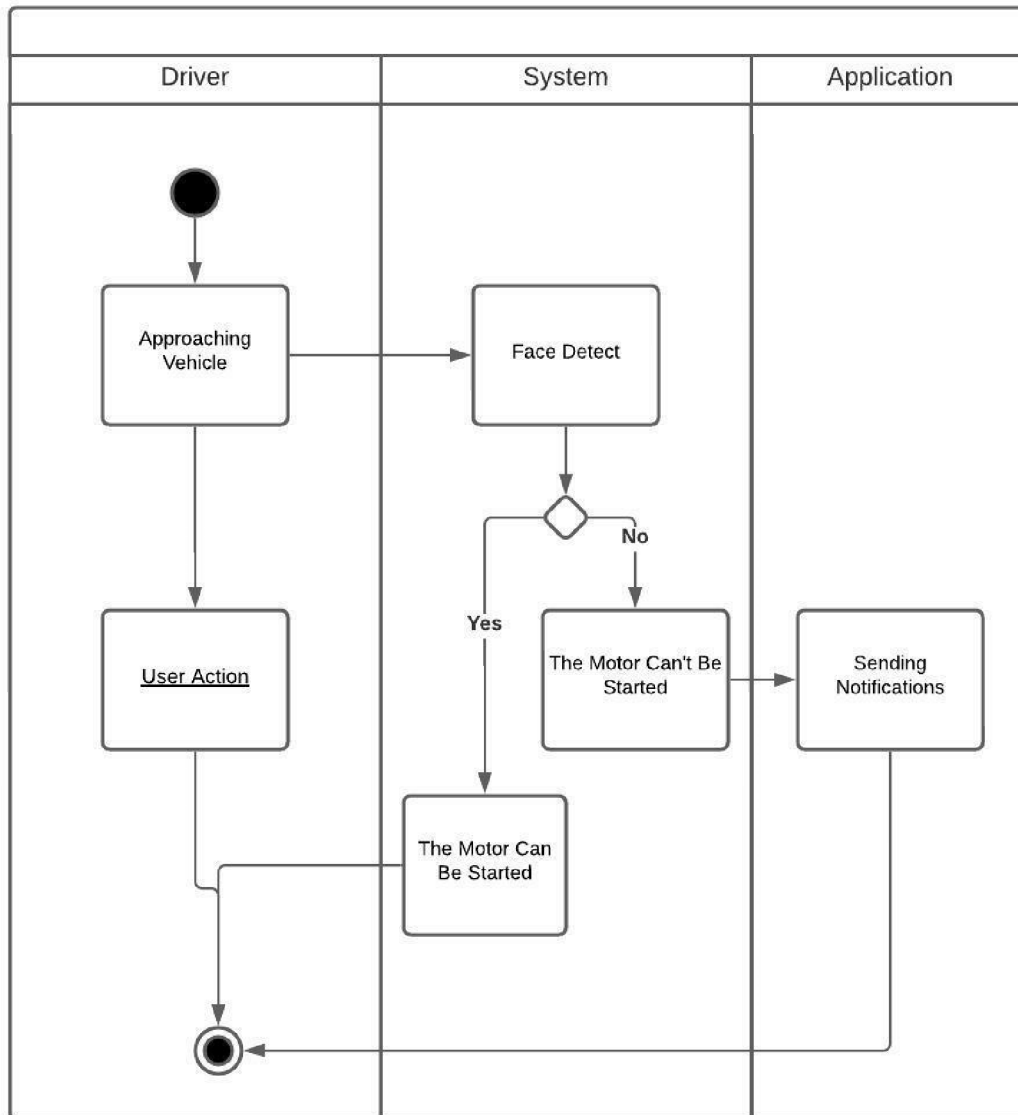 Driver
System
Application
Approaching
Vehicle
Face Detect
No
Yes
User Action
The Motor Can't Be
Started
Sending
Notifications
The Motor Can
Be Started